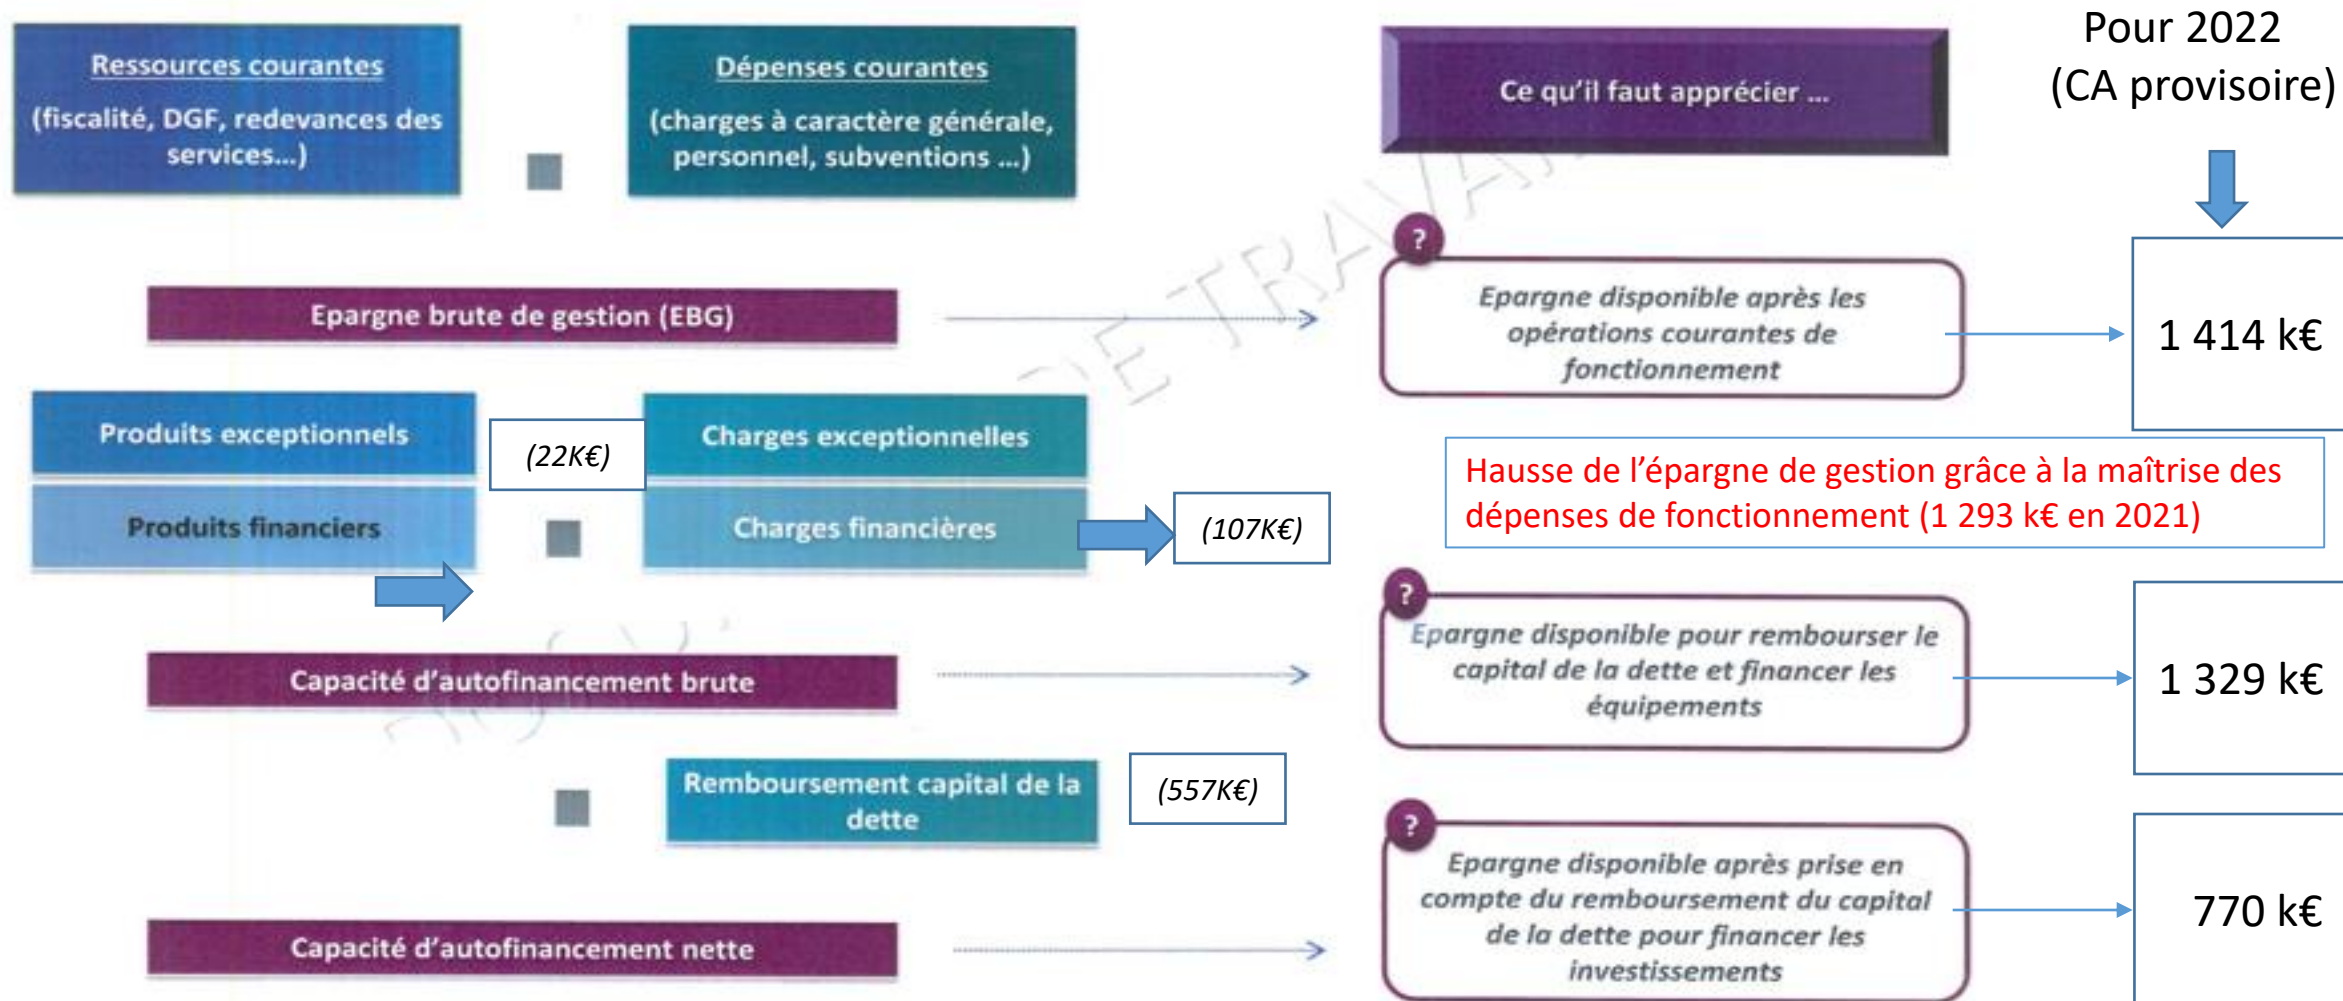 Ressources courantes
(fiscalité, DGF, redevances des
services...)
Dépenses courantes
(charges à caractère générale,
personnel, subventions ...)
Ce qu'il faut apprécier ...
Pour 2022
(CA provisoire)
Epargne brute de gestion (EBG)
?
Epargne disponible après les
opérations courantes de
fonctionnement
1 414 k€
Produits exceptionnels
(22K€)
Charges exceptionnelles
Produits financiers
Charges financières
(107K€)
Hausse de l'épargne de gestion grâce à la maîtrise des
dépenses de fonctionnement (1 293 k€ en 2021)
Capacité d'autofinancement brute
?
Epargne disponible pour rembourser le
capital de la dette et financer les
équipements
1 329 k€
Remboursement capital de la
dette
(557K€)
Capacité d'autofinancement nette
?
Epargne disponible après prise en
compte du remboursement du capital
de la dette pour financer les
investissements
770 k€
DE TRAVAIL